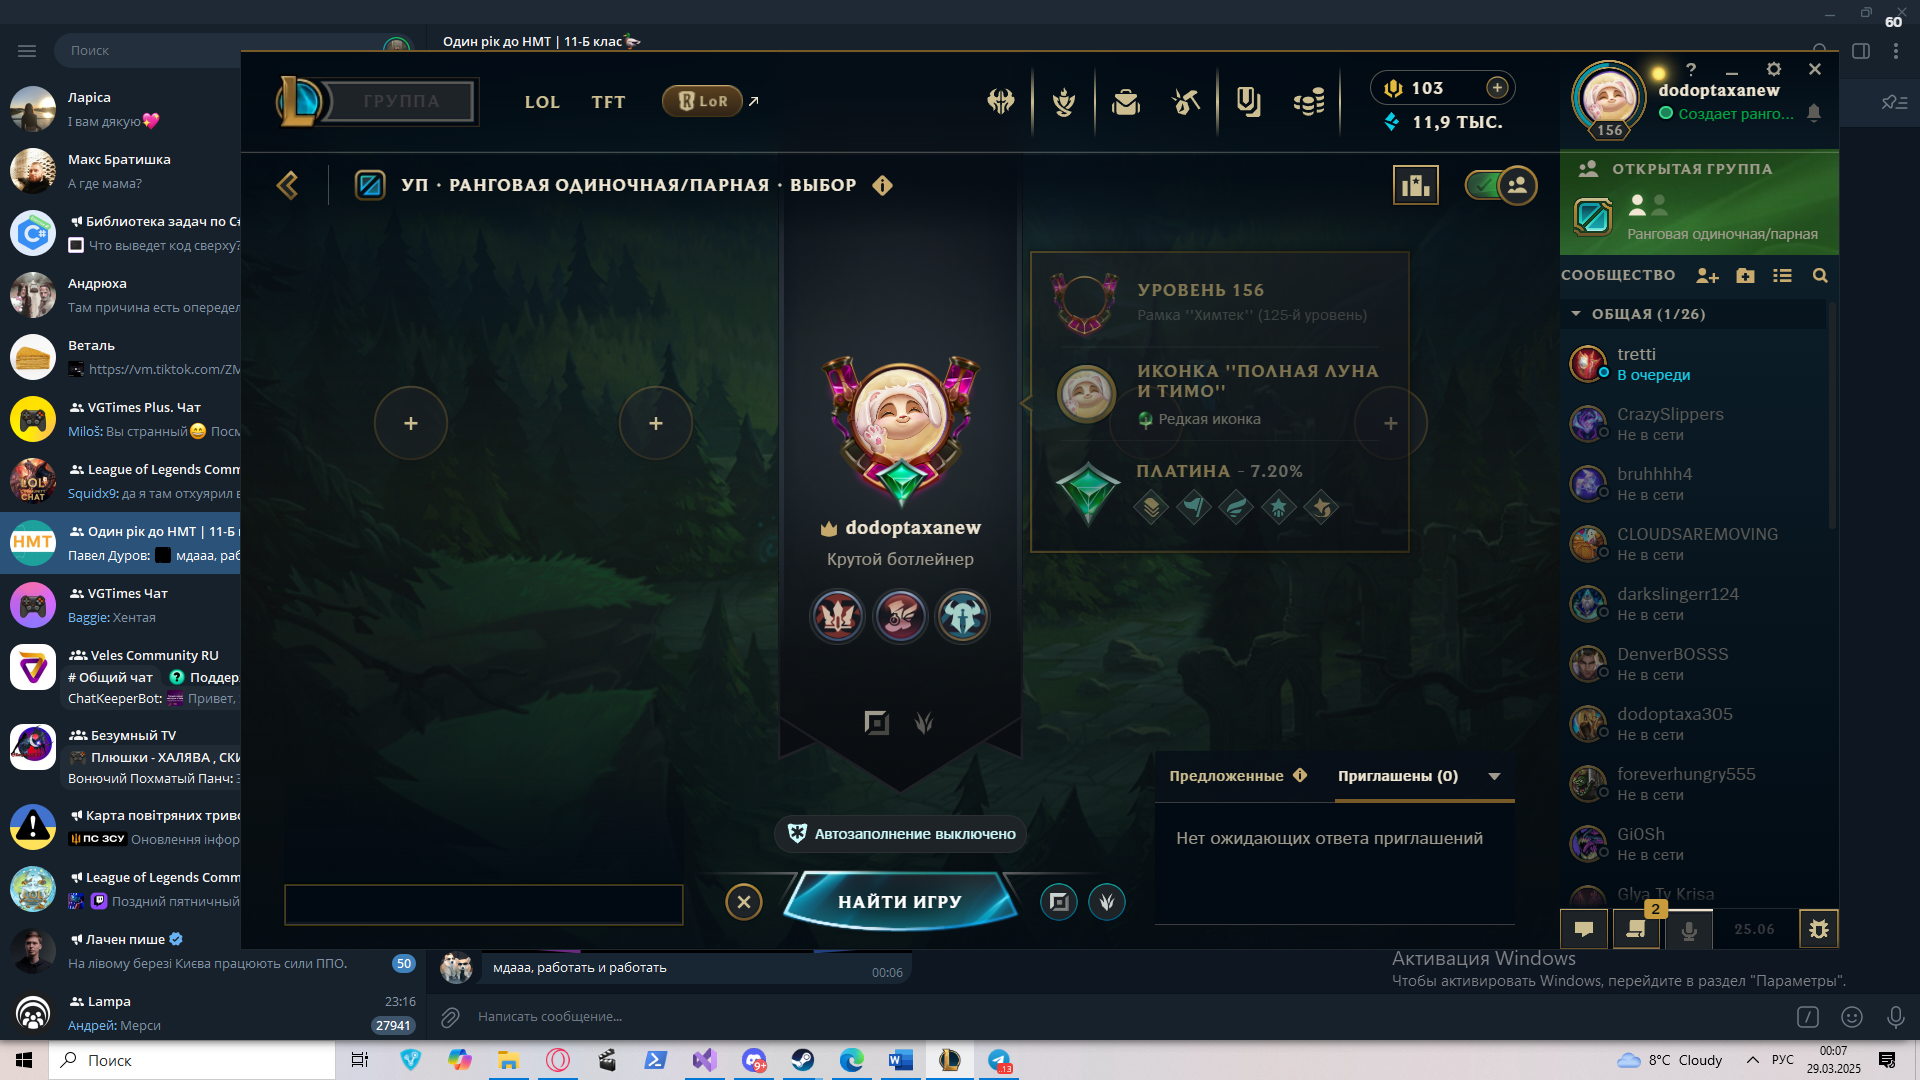 60
Поиск
Один рік до НМТ | 11-Б клас
Лариса
І вам дякую
Макс Братишка
А где мама?
Библиотека задач по C#
Что выведет код сверху?
Андрюха
Там причина есть опередел
Веталь
https://vm.tiktok.com/ZM
VGTimes Plus. Чат
Miloš: Вы странный Посм
League of Legends Comm
Squidx9: да я там отхуярил в
Один рік до НМТ | 11-Б
НМТ
Павел Дуров: мдааа, раб
VGTimes Чат
Baggie: Хентая
Veles Community RU
# Общий чат Поддер
ChatKeeperBot: Привет,
Безумный TV
Плюшки - ХАЛЯВА , СКИ
Вонючий Похматый Панч:
Карта повітряних триво
ПС ЗСУ Оновлення інфор
League of Legends Comm
Поздний пятничный
Лачен пише
На лівому березі Києва працюють сили ППО.
50
Lampa
23:16
Андрей: Мерси
27941
ГРУППА
LOL
TFT
LoR
103
11,9 ТЫС.
156
dodoptaxanew
Создает ранго...
УП • РАНГОВАЯ ОДИНОЧНАЯ/ПАРНАЯ • ВЫБОР
ОТКРЫТАЯ ГРУППА
Ранговая одиночная/парная
УРОВЕНЬ 156
Рамка ''Химтек'' (125-й уровень)
ИКОНКА ''ПОЛНАЯ ЛУНА
И ТИМО''
Редкая иконка
ПЛАТИНА - 7.20%
dodoptaxanew
Крутой ботлейнер
Автозаполнение выключено
НАЙТИ ИГРУ
Предложенные
Приглашены (0)
Нет ожидающих ответа приглашений
СООБЩЕСТВО
ОБЩАЯ (1/26)
tretti
В очереди
CrazySlippers
Не в сети
bruhhhh4
Не в сети
CLOUDSAREMOVING
Не в сети
darkslingerr124
Не в сети
DenverBOSSS
Не в сети
dodoptaxa305
Не в сети
foreverhungry555
Не в сети
GiOSh
Не в сети
Glya Ty Krisa
2
25.06
мдааа, работать и работать
00:06
Написать сообщение...
Активация Windows
Чтобы активировать Windows, перейдите в раздел "Параметры".
Поиск
9+
..13
8°C Cloudy
РУС
00:07
29.03.2025